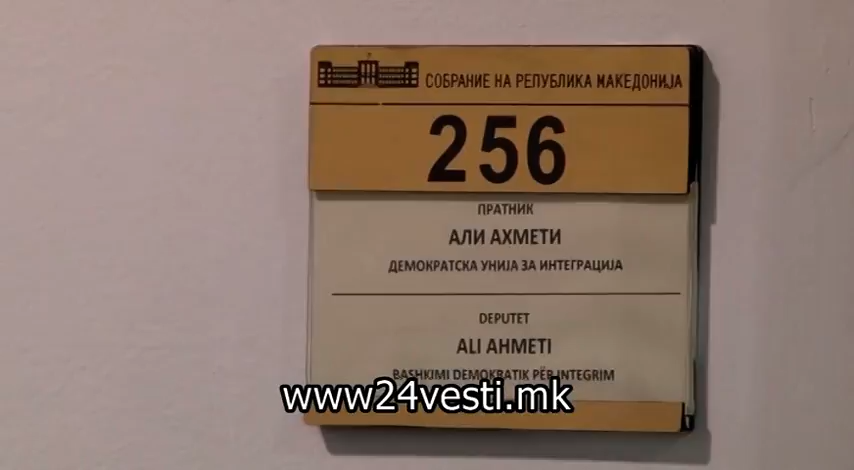 СОБРАНИЕ НА РЕПУБЛИКА МАКЕДОНИЈА
256
ПРАТНИК
АЛИ АХМЕТИ
ДЕМОКРАТСКА УНИЈА ЗА ИНТЕГРАЦИЈА
DEPUTET
ALI AHMETI
BASHKIMI DEMOKRATIK PËR INTEGRIM
www24vesti.mk